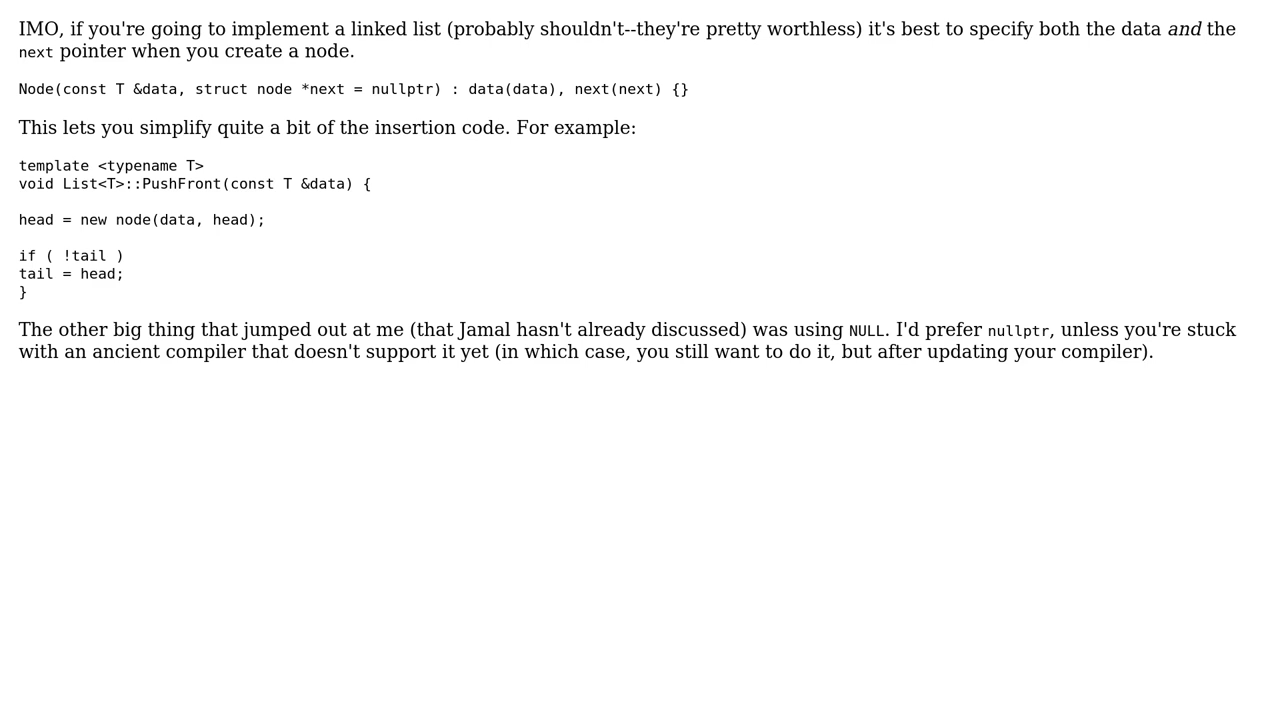 IMO, if you're going to implement a linked list (probably shouldn't--they're pretty worthless) it's best to specify both the data and the
next pointer when you create a node.
Node(const T &data, struct node *next = nullptr) : data(data), next(next) {}
This lets you simplify quite a bit of the insertion code. For example:
template <typename T>
void List<T>::PushFront(const T &data) {
head = new node(data, head);
if ( !tail )
tail = head;
}
The other big thing that jumped out at me (that Jamal hasn't already discussed) was using NULL. I'd prefer nullptr, unless you're stuck
with an ancient compiler that doesn't support it yet (in which case, you still want to do it, but after updating your compiler).